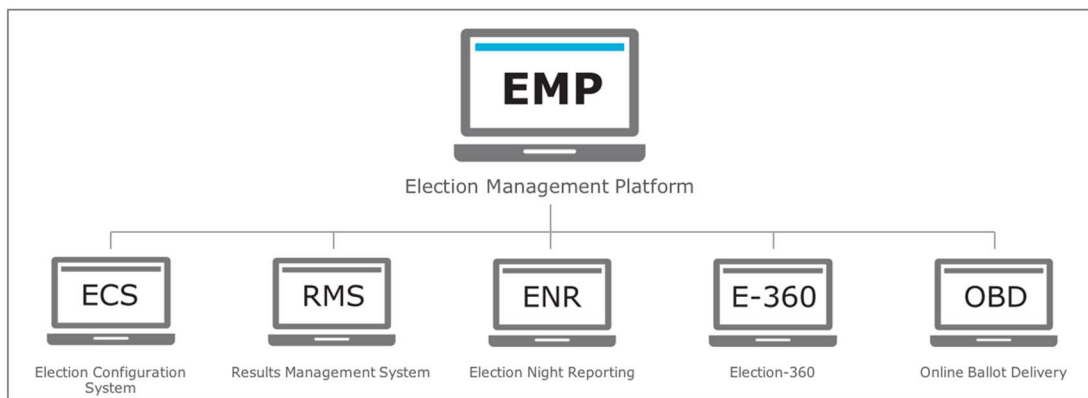 EMP
Election Management Platform
ECS
RMS
ENR
E-360
OBD
Election Configuration
System
Results Management System
Election Night Reporting
Election-360
Online Ballot Delivery